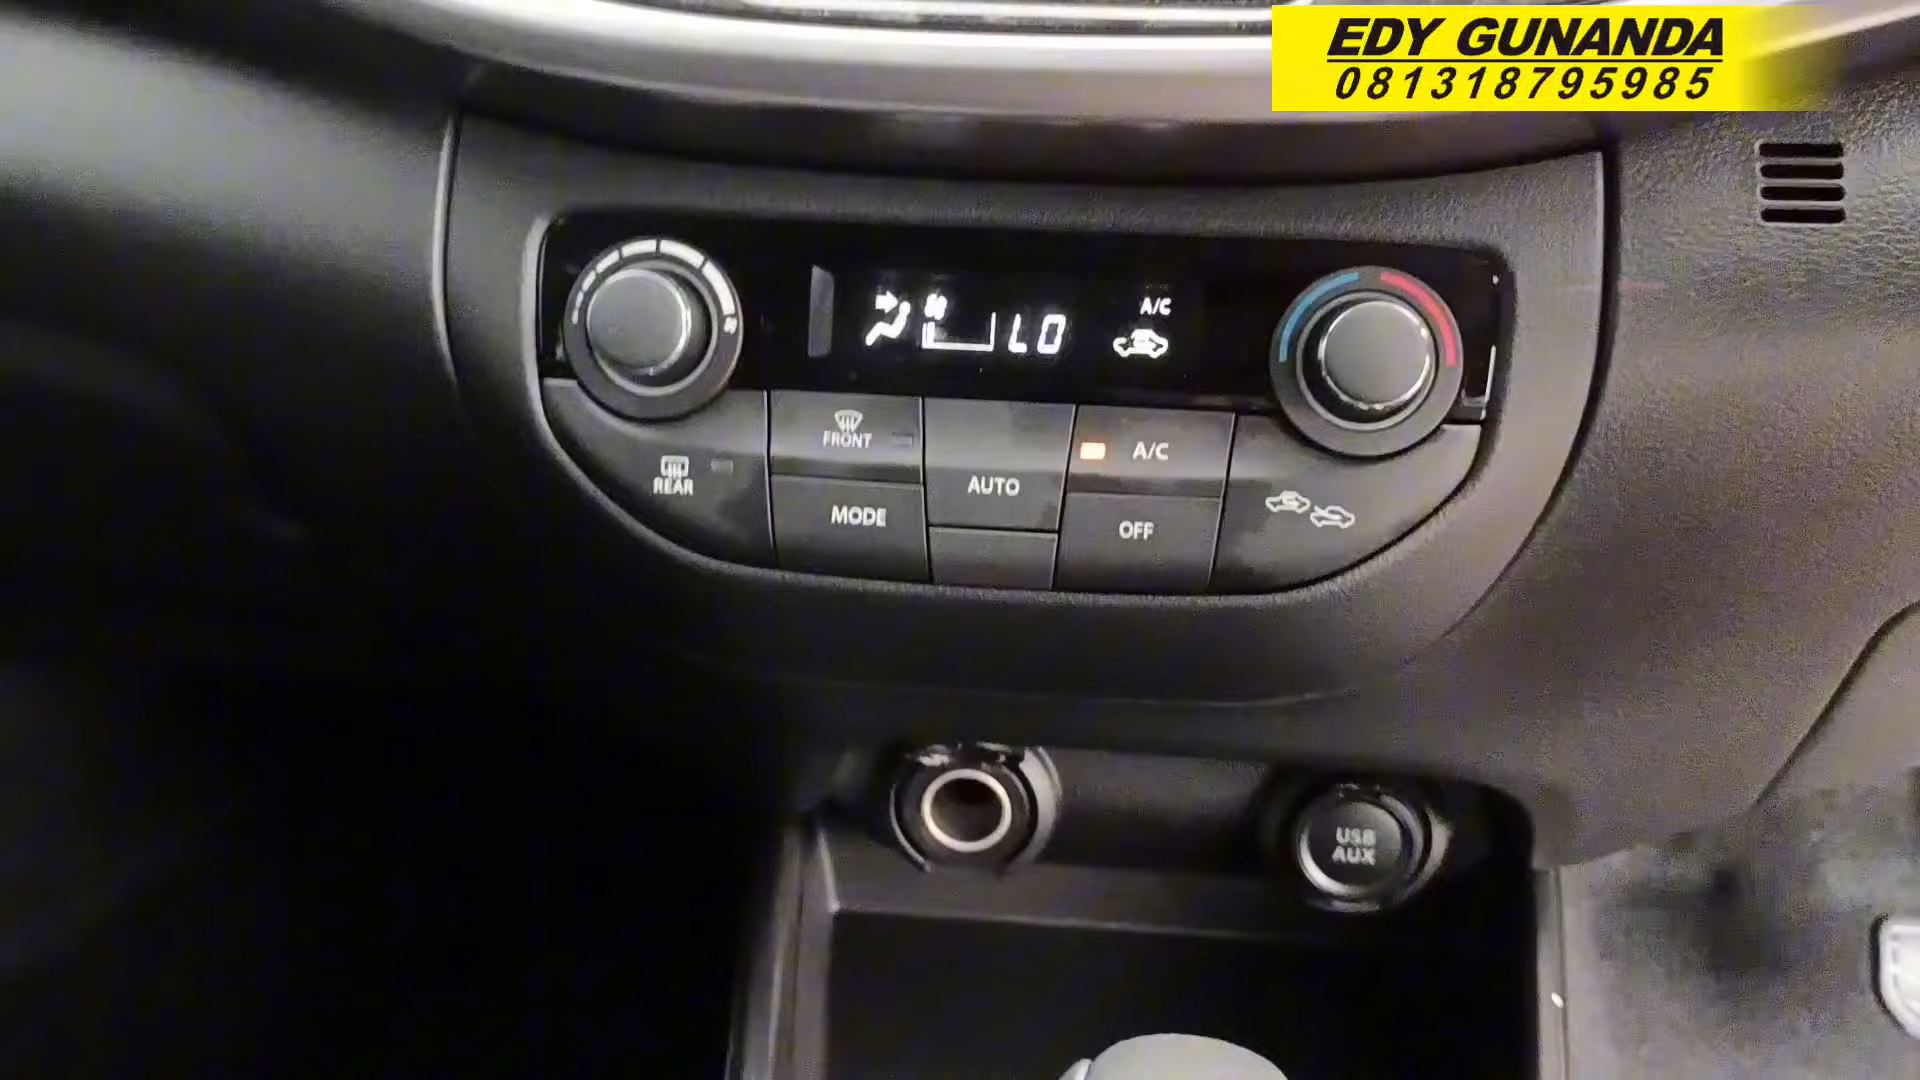 EDY GUNANDA
081318795985
A/C
LO
FRONT
REAR
MODE
AUTO
A/C
OFF
USB
AUX